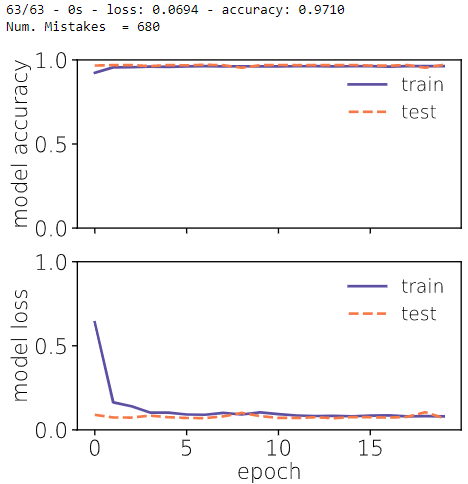 63/63 - 0s - loss: 0.0694 - accuracy: 0.9710
Num. Mistakes  = 680
model accuracy
1.0
0.5
0.0
train
test
model loss
1.0
0.5
0.0
train
test
0 5 10 15
epoch